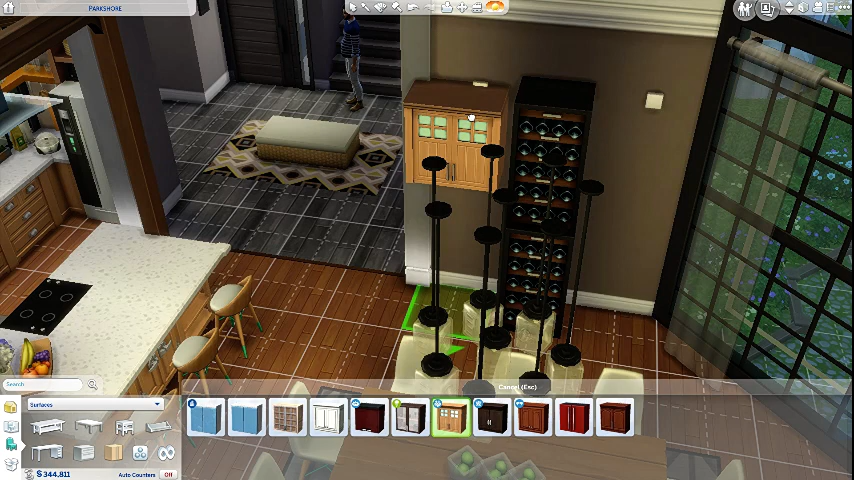 PARKSHORE
Cancel (Esc)
Search
Surfaces
§344,811
Auto Counters
Off